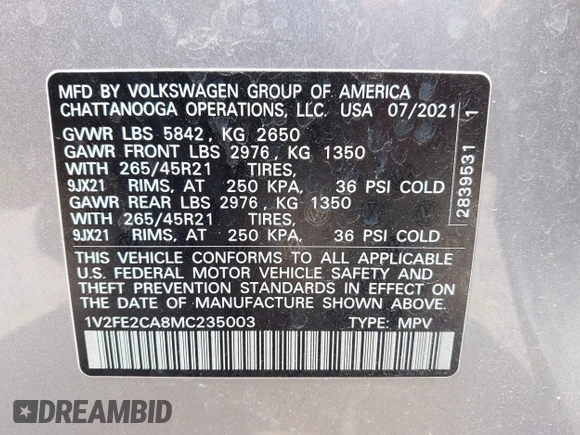 MFD BY VOLKSWAGEN GROUP OF AMERICA
CHATTANOOGA OPERATIONS, LLC. USA 07/2021
GVWR LBS 5842, KG 2650
GAWR FRONT LBS 2976, KG 1350
WITH 265/45R21 TIRES,
9JX21 RIMS, AT 250 KPA, 36 PSI COLD
GAWR REAR LBS 2976, KG 1350
WITH 265/45R21 TIRES,
9JX21 RIMS, AT 250 KPA, 36 PSI COLD
THIS VEHICLE CONFORMS TO ALL APPLICABLE
U.S. FEDERAL MOTOR VEHICLE SAFETY AND
THEFT PREVENTION STANDARDS IN EFFECT ON
THE DATE OF MANUFACTURE SHOWN ABOVE.
1V2FE2CA8MC235003 TYPE: MPV
2839531 1
DREAMBID